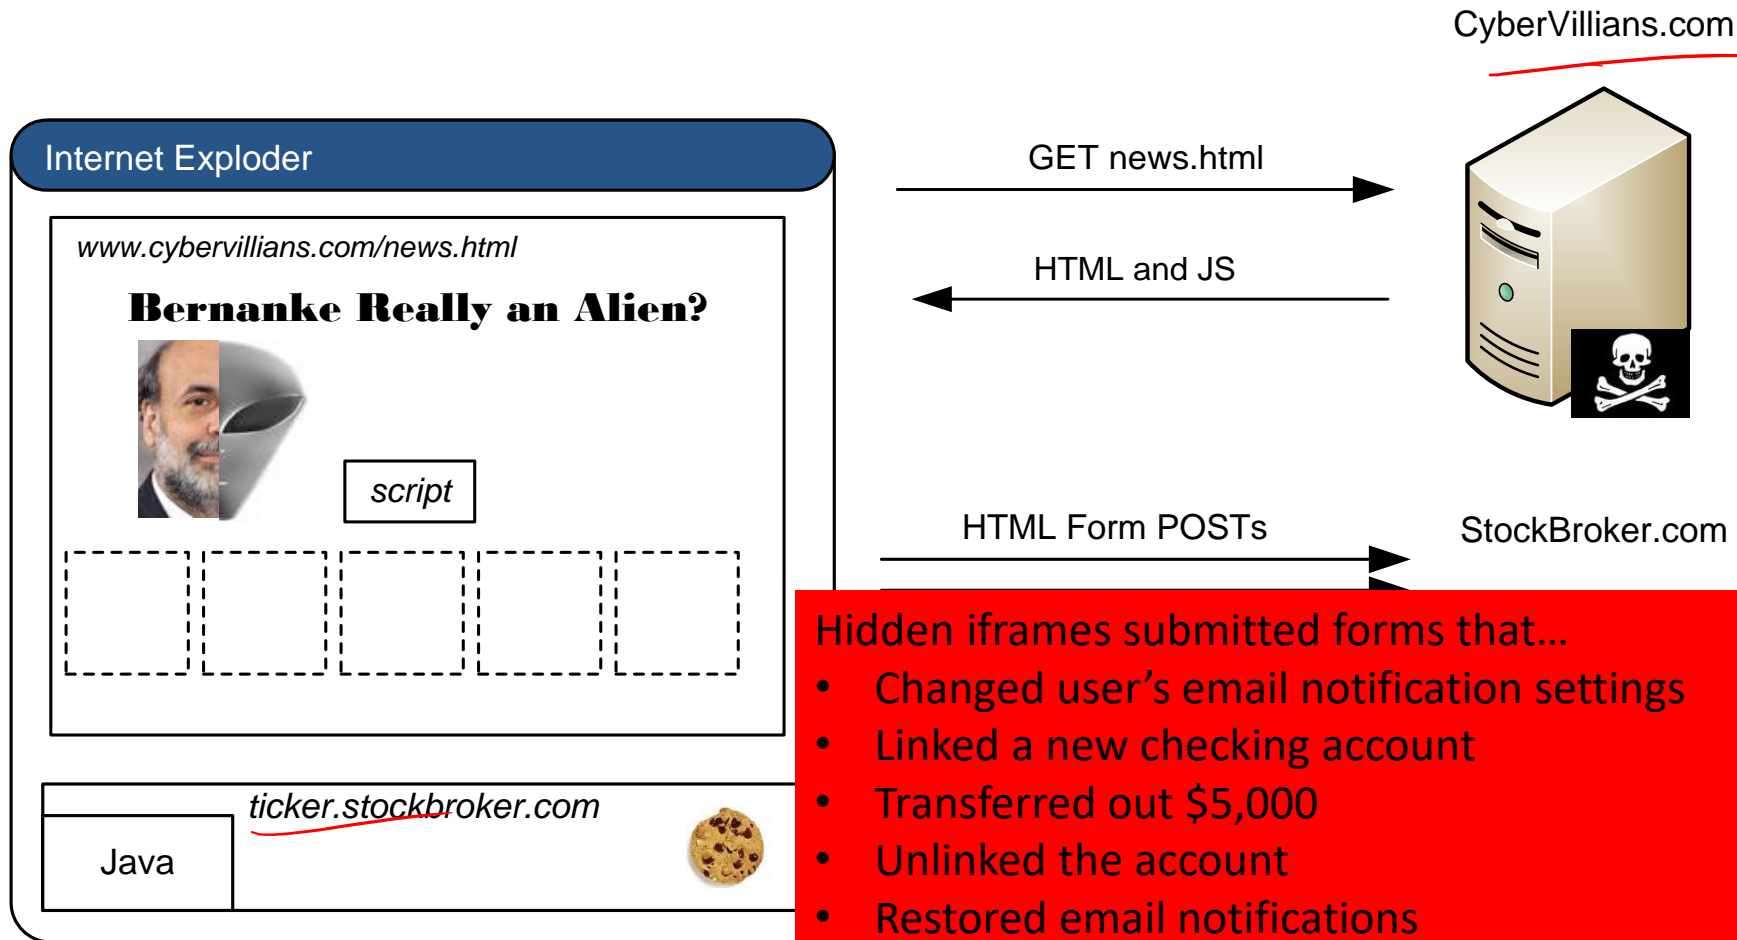 CyberVillians.com
Internet Exploder
GET news.html
www.cybervillians.com/news.html
HTML and JS
Bernanke Really an Alien?
script
HTML Form POSTs
StockBroker.com
Hidden iframes submitted forms that…
• Changed user’s email notification settings
• Linked a new checking account
• Transferred out $5,000
• Unlinked the account
• Restored email notifications
ticker.stockbroker.com
Java